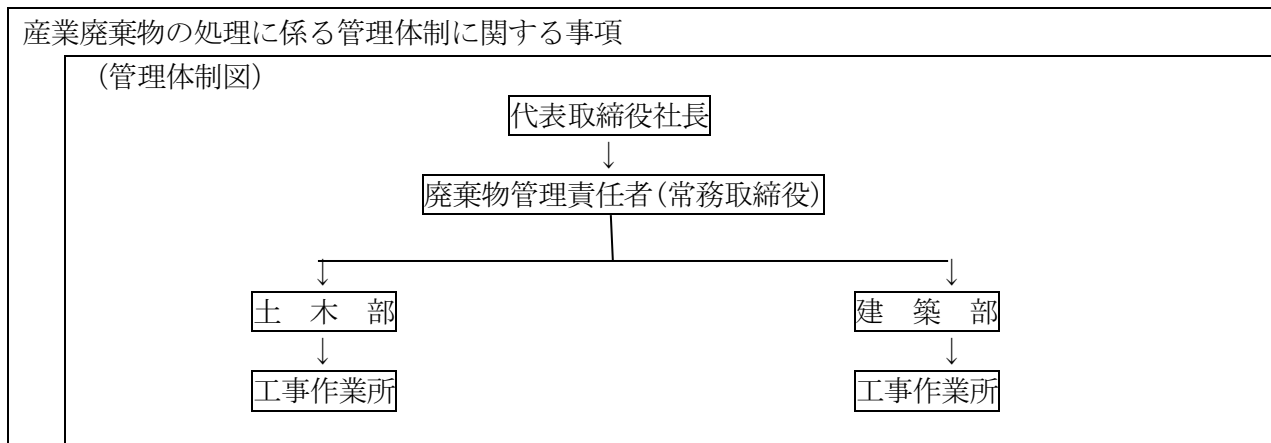 産業廃棄物の処理に係る管理体制に関する事項
(管理体制図)
代表取締役社長
↓
廃棄物管理責任者(常務取締役)
↓ ↓
土　木　部 建　築　部
↓ ↓
工事作業所 工事作業所